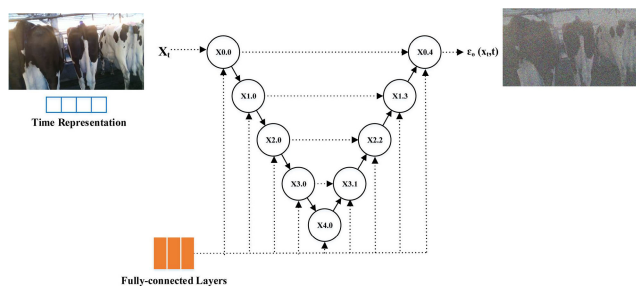 Xt
X0.0
X0.4
εθ (xt,t)
X1.0
X1.3
Time Representation
X2.0
X2.2
X3.0
X3.1
X4.0
Fully-connected Layers